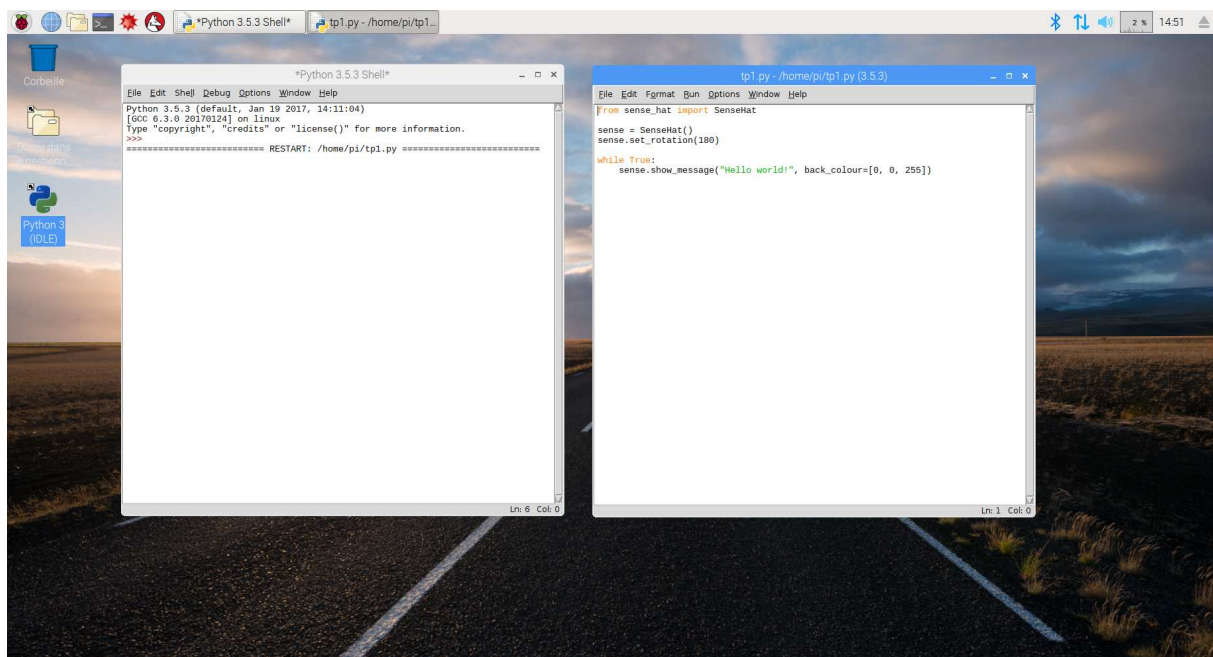 *Python 3.5.3 Shell*
tp1.py - /home/pi/tp1...
2 %
14:51
Corbeille
Python 3
(IDLE)
*Python 3.5.3 Shell*
File Edit Shell Debug Options Window Help
Python 3.5.3 (default, Jan 19 2017, 14:11:04)
[GCC 6.3.0 20170124] on linux
Type "copyright", "credits" or "license()" for more information.
>>>
========================== RESTART: /home/pi/tp1.py ==========================
Ln: 6 Col: 0
tp1.py - /home/pi/tp1.py (3.5.3)
File Edit Format Run Options Window Help
from sense_hat import SenseHat
sense = SenseHat()
sense.set_rotation(180)
while True:
    sense.show_message("Hello world!", back_colour=[0, 0, 255])
Ln: 1 Col: 0